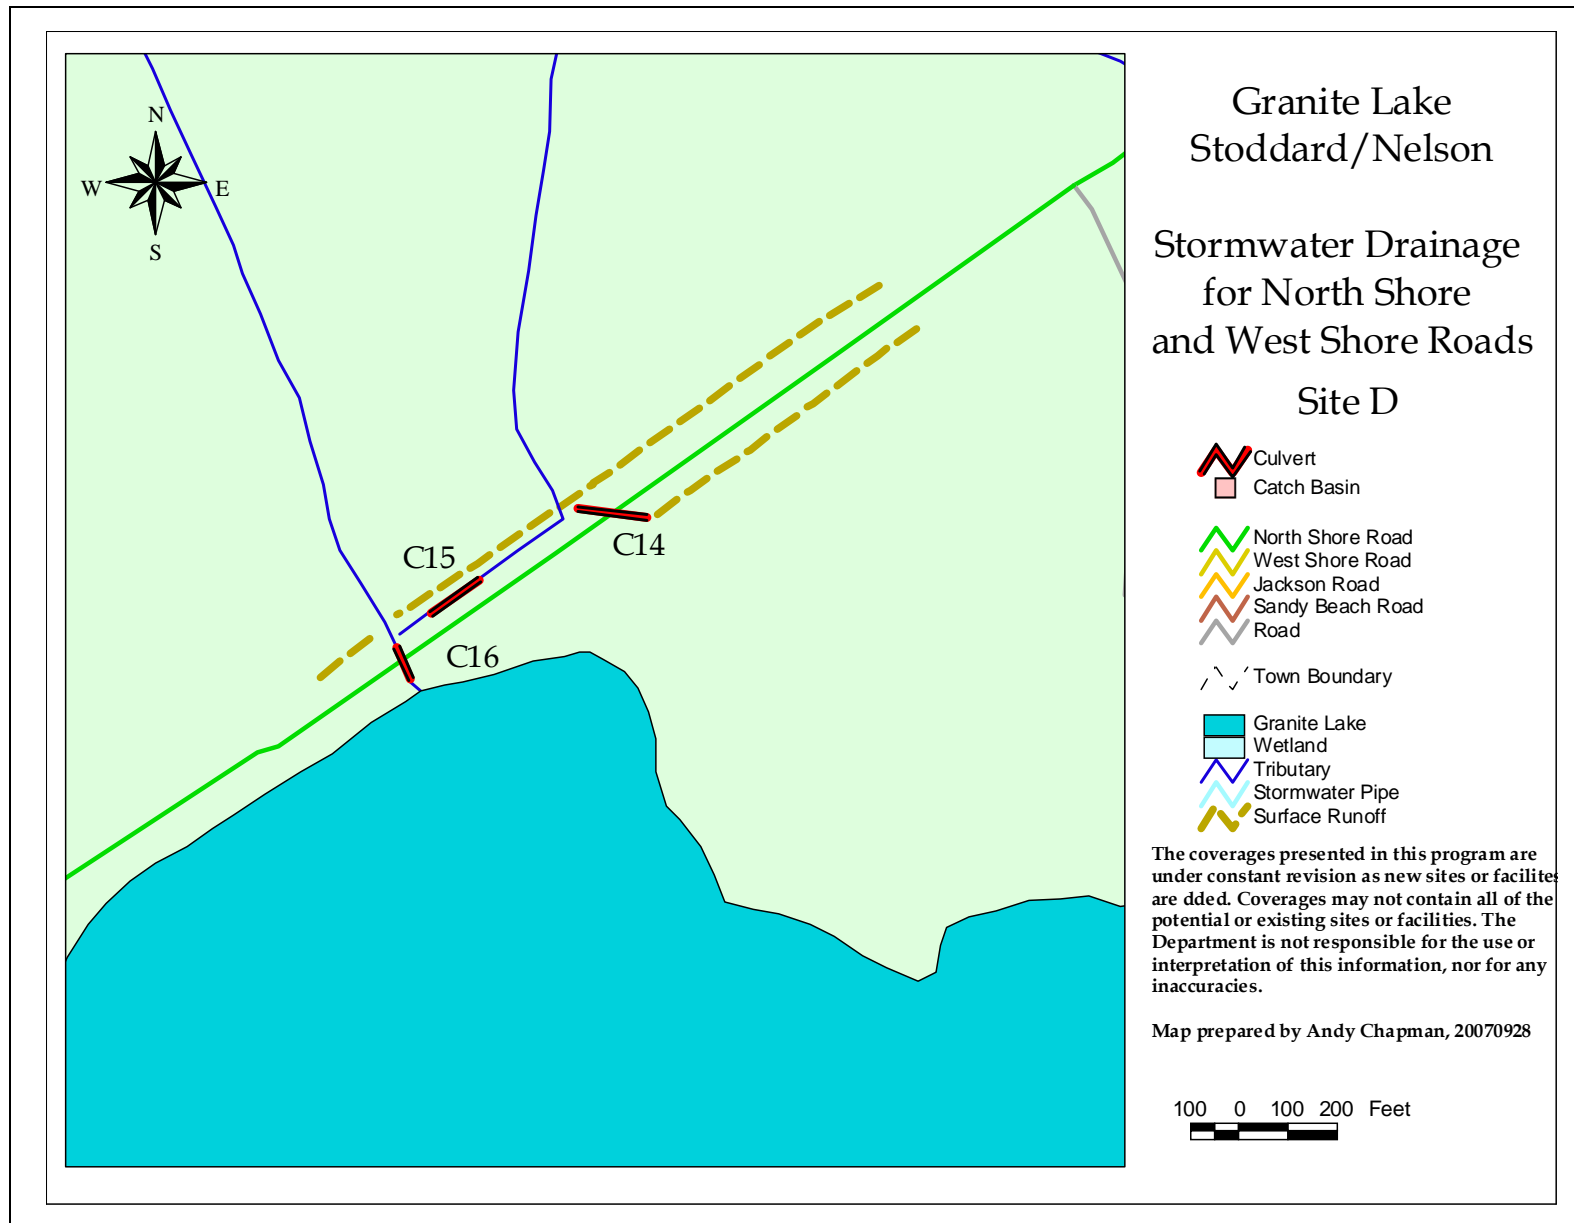 Granite Lake
Stoddard/Nelson
Stormwater Drainage
for North Shore
and West Shore Roads
Site D
N
W
E
S
C15
C14
C16
Culvert
Catch Basin
North Shore Road
West Shore Road
Jackson Road
Sandy Beach Road
Road
Town Boundary
Granite Lake
Wetland
Tributary
Stormwater Pipe
Surface Runoff
The coverages presented in this program are
under constant revision as new sites or facilites
are dded. Coverages may not contain all of the
potential or existing sites or facilities. The
Department is not responsible for the use or
interpretation of this information, nor for any
inaccuracies.
Map prepared by Andy Chapman, 20070928
100 0 100 200 Feet